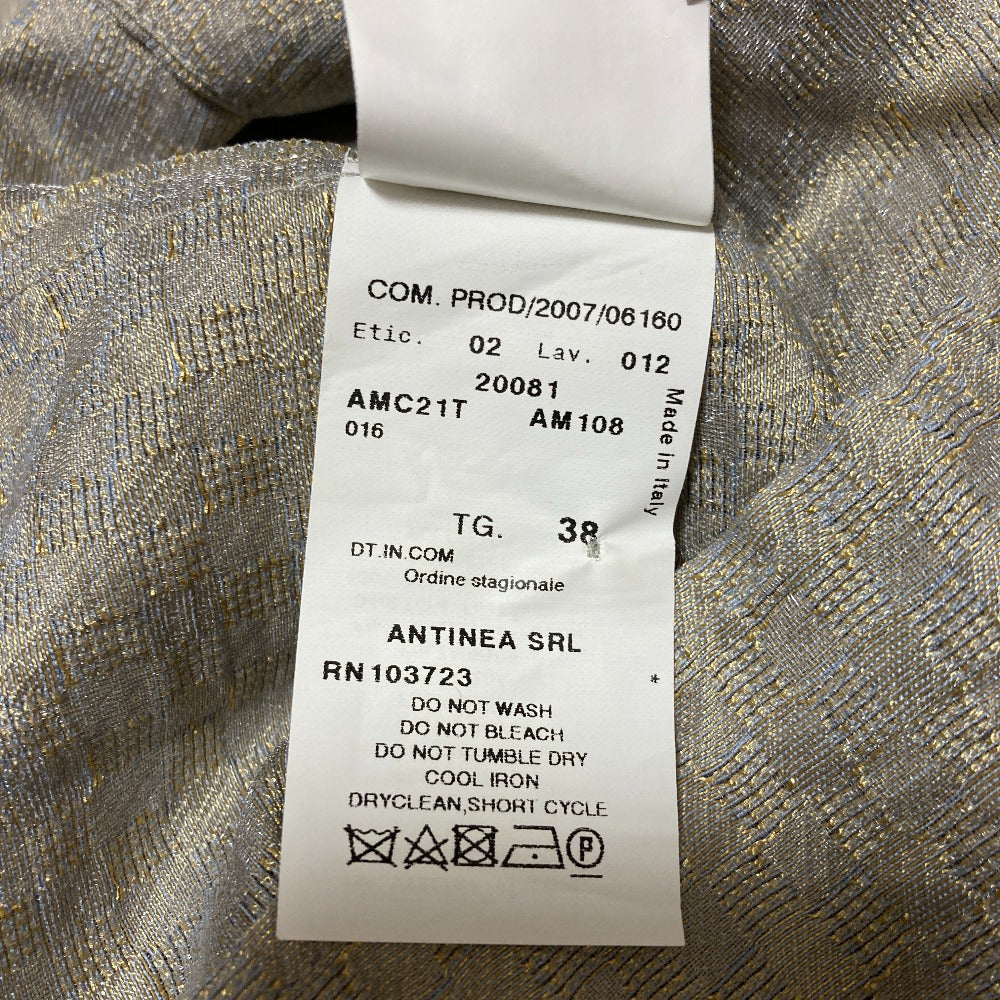 COM. PROD/2007/06160
Etic. 02 Lav. 012
20081
AMC21T AM108
016
Made in Italy
TG. 38
DT.IN.COM
Ordine stagionale
ANTINEA SRL
RN 103723 *
DO NOT WASH
DO NOT BLEACH
DO NOT TUMBLE DRY
COOL IRON
DRYCLEAN,SHORT CYCLE
P